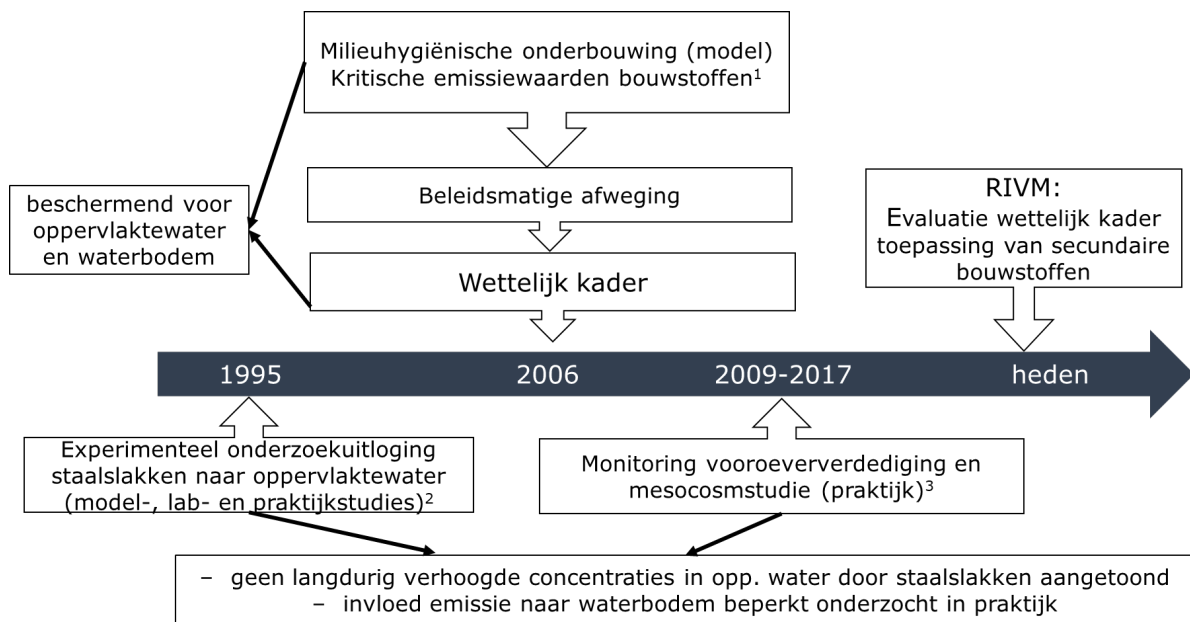 Milieuhygiënische onderbouwing (model)
Kritische emissiewaarden bouwstoffen¹
Beleidsmatige afweging
beschermend voor
oppervlaktewater
en waterbodem
Wettelijk kader
RIVM:
Evaluatie wettelijk kader
toepassing van secundaire
bouwstoffen
1995
2006
2009-2017
heden
Experimenteel onderzoekuitloging
staalslakken naar oppervlaktewater
(model-, lab- en praktijkstudies)²
Monitoring vooroeververdediging en
mesocosmstudie (praktijk)³
– geen langdurig verhoogde concentraties in opp. water door staalslakken aangetoond
– invloed emissie naar waterbodem beperkt onderzocht in praktijk